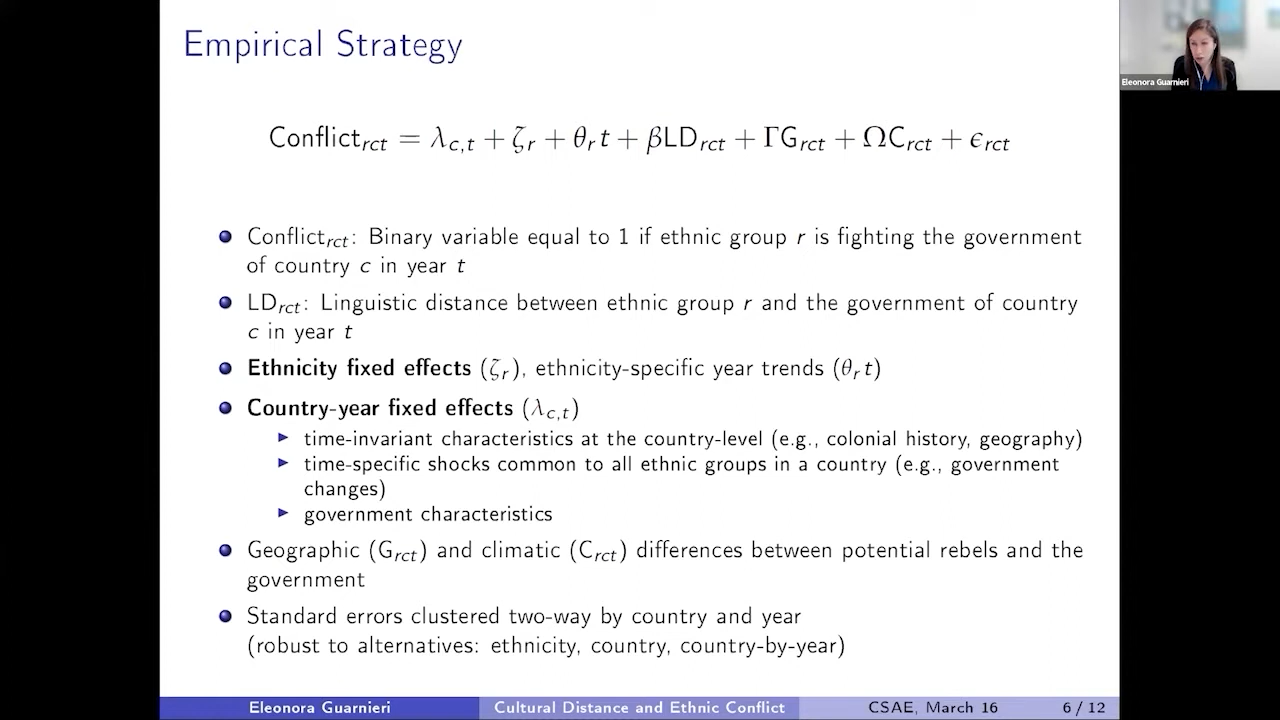 Empirical Strategy
Eleonora Guarnieri
Conflict_rct = λ_c,t + ζ_r + θ_r t + βLD_rct + ΓG_rct + ΩC_rct + ϵ_rct
Conflict_rct: Binary variable equal to 1 if ethnic group r is fighting the government
of country c in year t
LD_rct: Linguistic distance between ethnic group r and the government of country
c in year t
Ethnicity fixed effects (ζ_r), ethnicity-specific year trends (θ_r t)
Country-year fixed effects (λ_c,t)
time-invariant characteristics at the country-level (e.g., colonial history, geography)
time-specific shocks common to all ethnic groups in a country (e.g., government
changes)
government characteristics
Geographic (G_rct) and climatic (C_rct) differences between potential rebels and the
government
Standard errors clustered two-way by country and year
(robust to alternatives: ethnicity, country, country-by-year)
Eleonora Guarnieri Cultural Distance and Ethnic Conflict CSAE, March 16 6 / 12